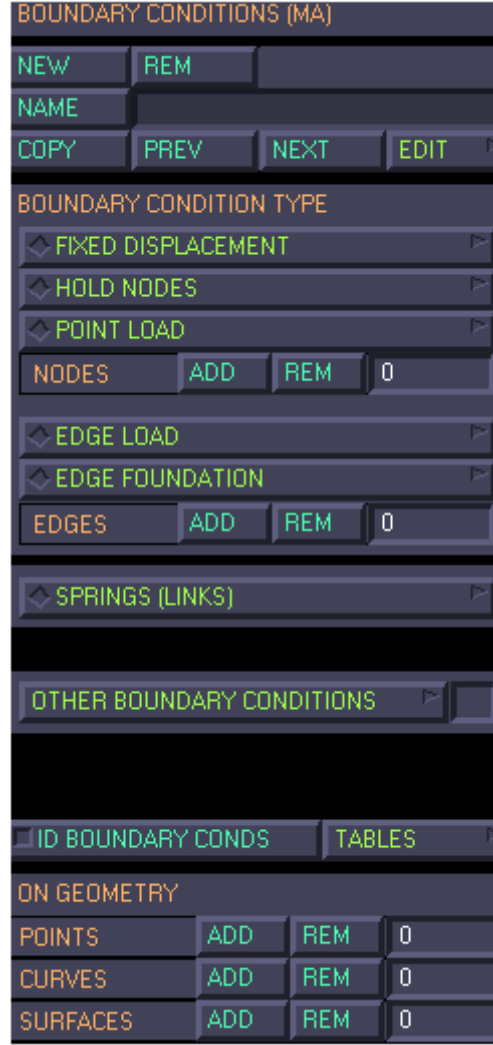 BOUNDARY CONDITIONS (MA)
NEW REM
NAME
COPY PREV NEXT EDIT
BOUNDARY CONDITION TYPE
FIXED DISPLACEMENT
HOLD NODES
POINT LOAD
NODES ADD REM 0
EDGE LOAD
EDGE FOUNDATION
EDGES ADD REM 0
SPRINGS (LINKS)
OTHER BOUNDARY CONDITIONS
ID BOUNDARY CONDS TABLES
ON GEOMETRY
POINTS ADD REM 0
CURVES ADD REM 0
SURFACES ADD REM 0